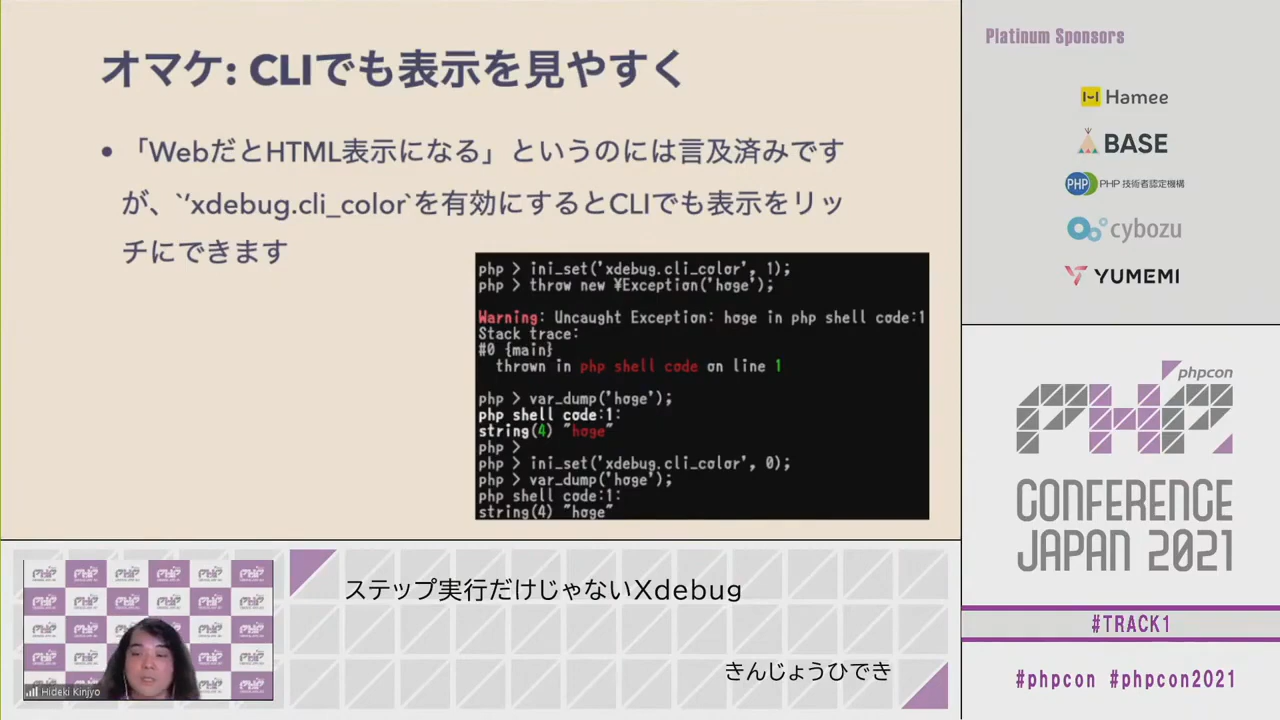 オマケ: CLIでも表示を見やすく
• 「WebだとHTML表示になる」というのには言及済みです
が、`‘xdebug.cli_color`を有効にするとCLIでも表示をリッ
チにできます
php > ini_set('xdebug.cli_color', 1);
php > throw new ¥Exception('hoge');
Warning: Uncaught Exception: hoge in php shell code:1
Stack trace:
#0 {main}
thrown in php shell code on line 1
php > var_dump('hoge');
php shell code:1:
string(4) "hoge"
php >
php > ini_set('xdebug.cli_color', 0);
php > var_dump('hoge');
php shell code:1:
string(4) "hoge"
Platinum Sponsors
Hamee
BASE
PHP PHP 技術者認定機構
cybozu
YUMEMI
phpcon
PHP
CONFERENCE
JAPAN 2021
#TRACK1
#phpcon #phpcon2021
ステップ実行だけじゃないXdebug
きんじょうひでき
Hideki Kinjyo